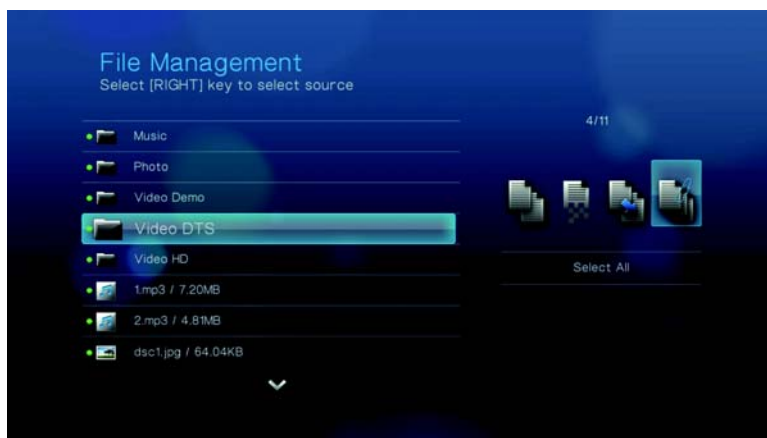 File Management
Select [RIGHT] key to select source
4/11
Music
Photo
Video Demo
Video DTS
Video HD
Select All
1.mp3 / 7.20MB
2.mp3 / 4.81MB
dsc1.jpg / 64.04KB